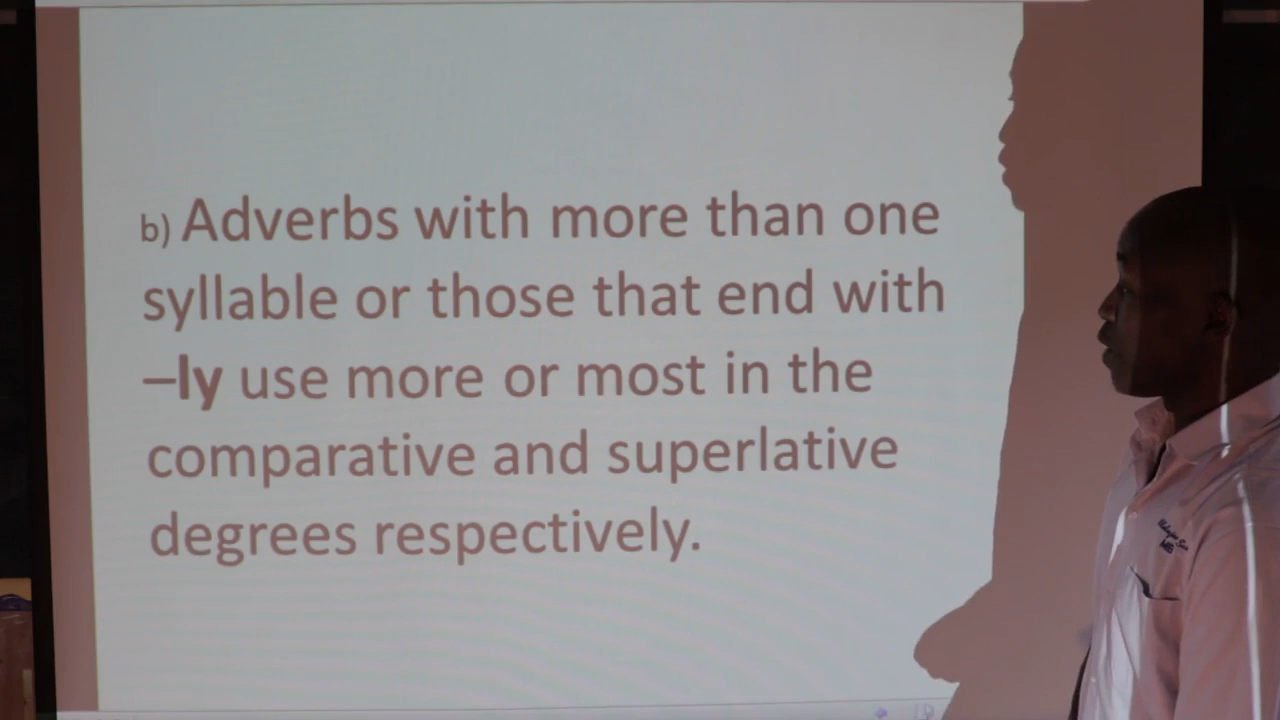 b) Adverbs with more than one
syllable or those that end with
–ly use more or most in the
comparative and superlative
degrees respectively.